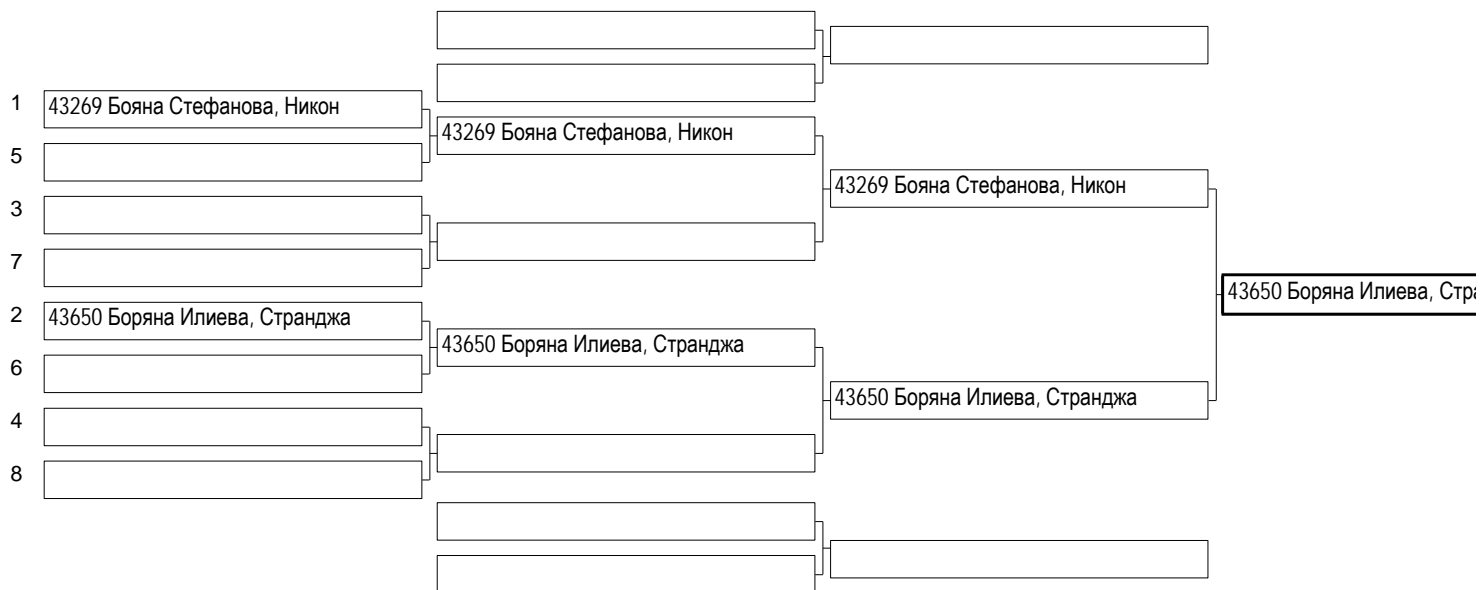 1 43269 Бояна Стефанова, Никон
5
3
7
2 43650 Боряна Илиева, Странджа
6
4
8
43269 Бояна Стефанова, Никон
43650 Боряна Илиева, Странджа
43269 Бояна Стефанова, Никон
43650 Боряна Илиева, Странджа
43650 Боряна Илиева,